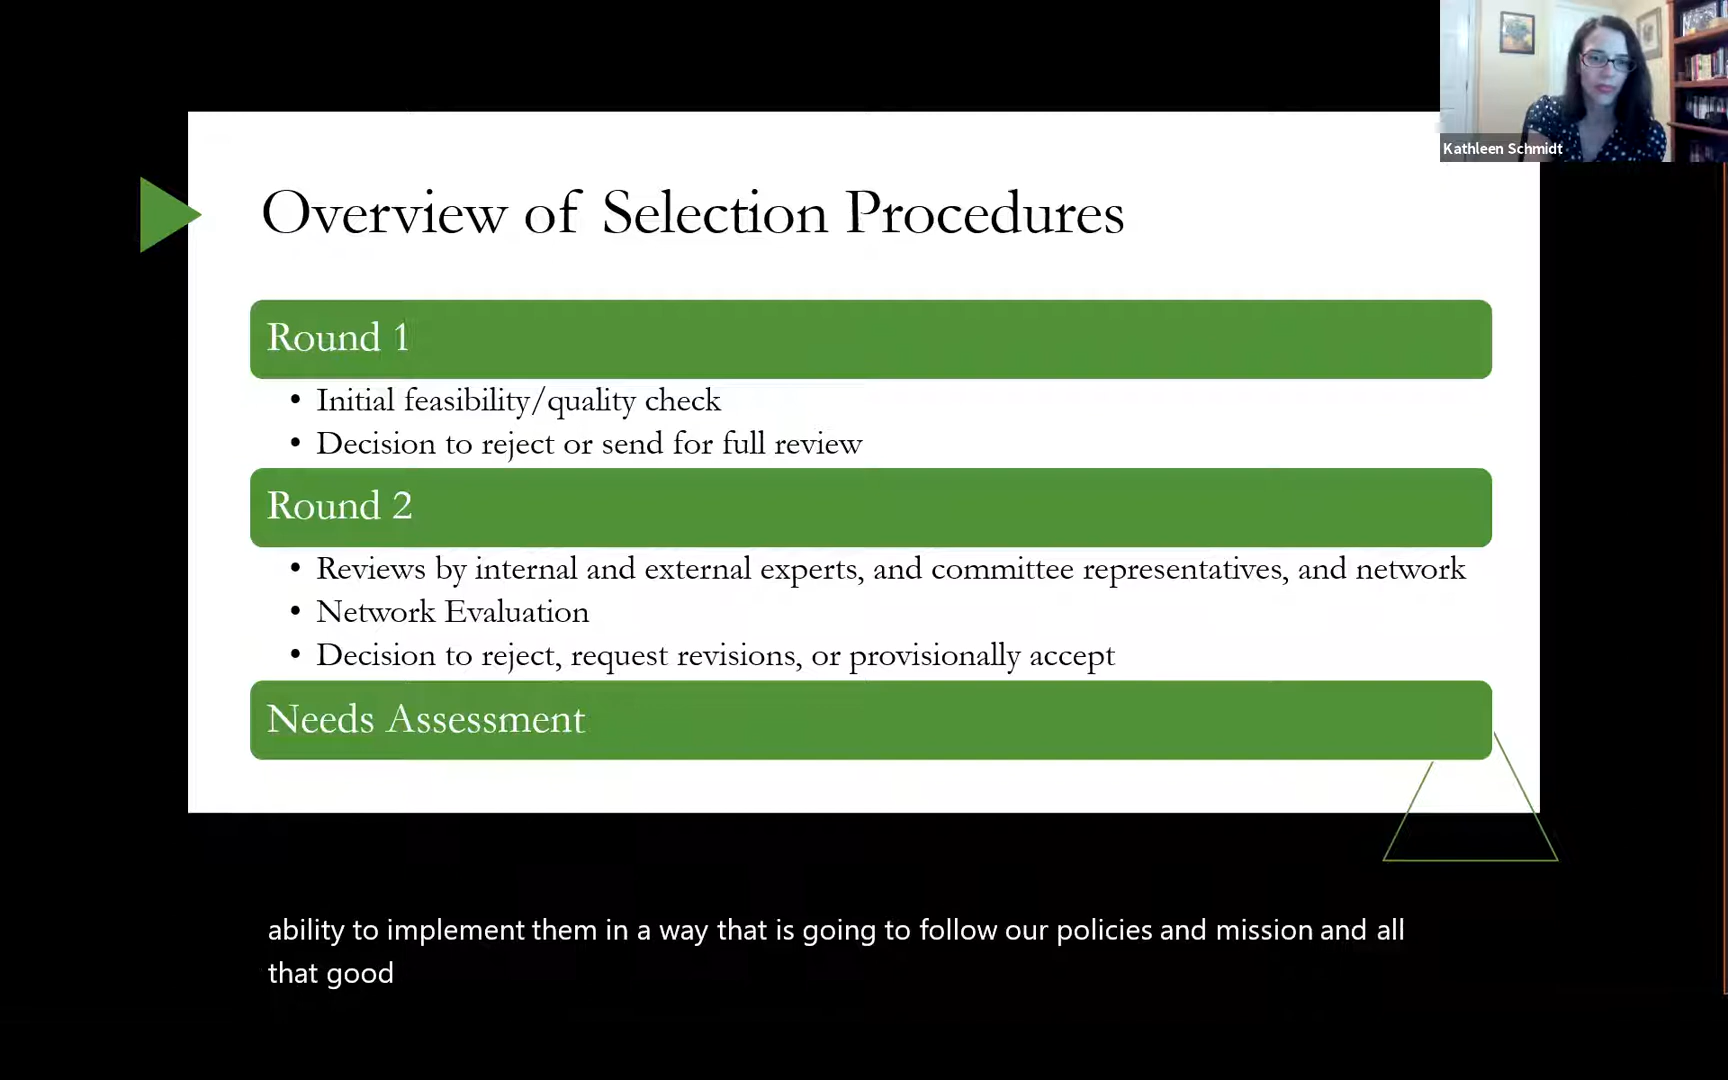 Kathleen Schmidt
Overview of Selection Procedures
Round 1
• Initial feasibility/quality check
• Decision to reject or send for full review
Round 2
• Reviews by internal and external experts, and committee representatives, and network
• Network Evaluation
• Decision to reject, request revisions, or provisionally accept
Needs Assessment
ability to implement them in a way that is going to follow our policies and mission and all
that good